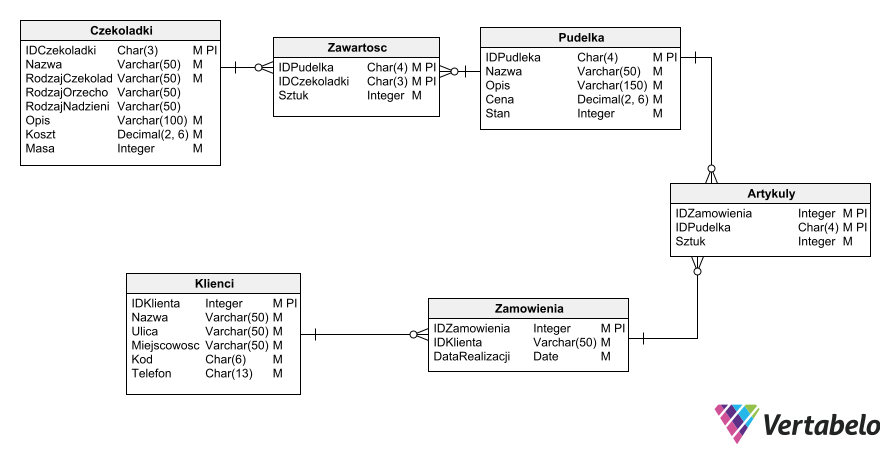 Czekoladki
IDCzekoladki Char(3) M PI
Nazwa Varchar(50) M
RodzajCzekolad Varchar(50) M
RodzajOrzecho Varchar(50)
RodzajNadzieni Varchar(50)
Opis Varchar(100) M
Koszt Decimal(2, 6) M
Masa Integer M
Zawartosc
IDPudelka Char(4) M PI
IDCzekoladki Char(3) M PI
Sztuk Integer M
Pudelka
IDPudleka Char(4) M PI
Nazwa Varchar(50) M
Opis Varchar(150) M
Cena Decimal(2, 6) M
Stan Integer M
Artykuly
IDZamowienia Integer M PI
IDPudelka Char(4) M PI
Sztuk Integer M
Klienci
IDKlienta Integer M PI
Nazwa Varchar(50) M
Ulica Varchar(50) M
Miejscowosc Varchar(50) M
Kod Char(6) M
Telefon Char(13) M
Zamowienia
IDZamowienia Integer M PI
IDKlienta Varchar(50) M
DataRealizacji Date M
Vertabelo